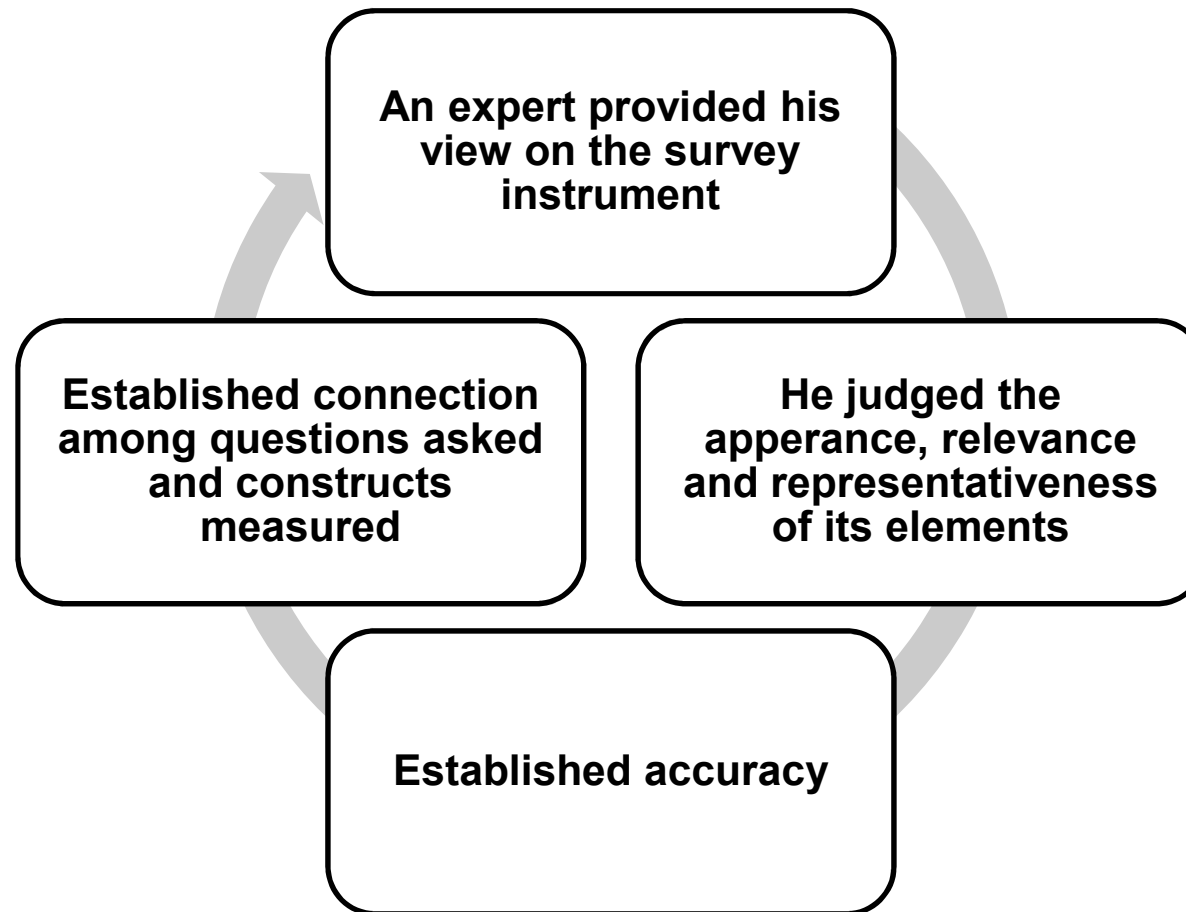 An expert provided his
view on the survey
instrument
He judged the
apperance, relevance
and representativeness
of its elements
Established accuracy
Established connection
among questions asked
and constructs
measured